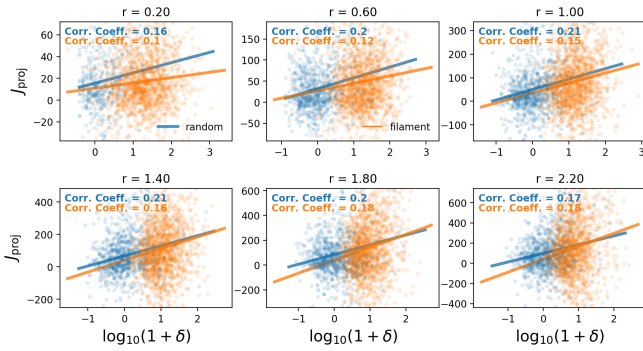 r = 0.20
r = 0.60
r = 1.00
Corr. Coeff. = 0.16
Corr. Coeff. = 0.1
Corr. Coeff. = 0.2
Corr. Coeff. = 0.12
Corr. Coeff. = 0.21
Corr. Coeff. = 0.15
J_proj
60
40
20
0
−20
150
100
50
0
−50
300
200
100
0
−100
random
filament
0 1 2 3
−1 0 1 2 3
−1 0 1 2
r = 1.40
r = 1.80
r = 2.20
Corr. Coeff. = 0.21
Corr. Coeff. = 0.16
Corr. Coeff. = 0.2
Corr. Coeff. = 0.18
Corr. Coeff. = 0.17
Corr. Coeff. = 0.18
J_proj
400
200
0
−200
600
400
200
0
−200
600
400
200
0
−200
−400
−1 0 1 2
−1 0 1 2
−1 0 1 2
log₁₀(1 + δ)
log₁₀(1 + δ)
log₁₀(1 + δ)